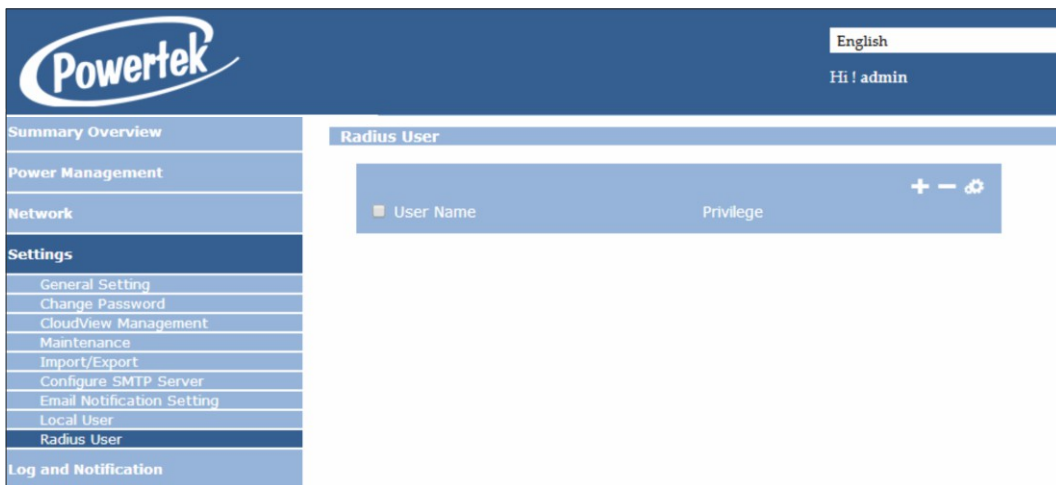 Powertek
English
Hi ! admin
Summary Overview
Power Management
Network
Settings
General Setting
Change Password
CloudView Management
Maintenance
Import/Export
Configure SMTP Server
Email Notification Setting
Local User
Radius User
Log and Notification
Radius User
User Name Privilege